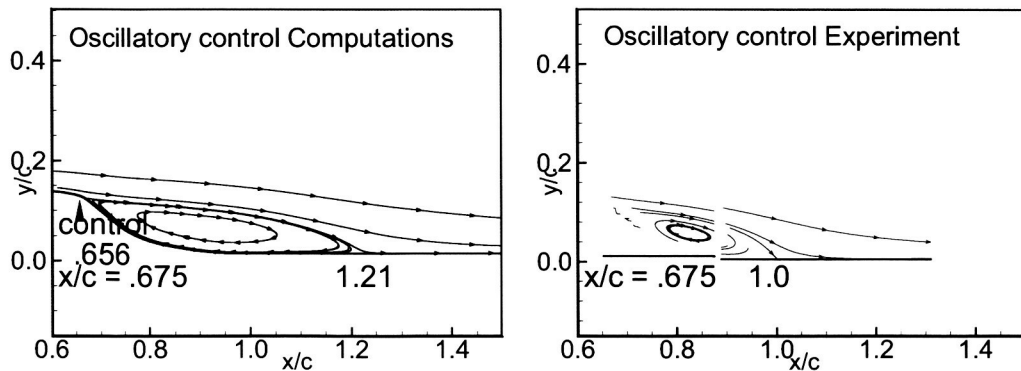 Oscillatory control Computations
0.4
0.2
y/c
control
.656
0.0
x/c = .675
1.21
0.6
0.8
1.0
1.2
1.4
x/c
Oscillatory control Experiment
0.4
0.2
y/c
0.0
x/c = .675
1.0
0.6
0.8
1.0
1.2
1.4
x/c